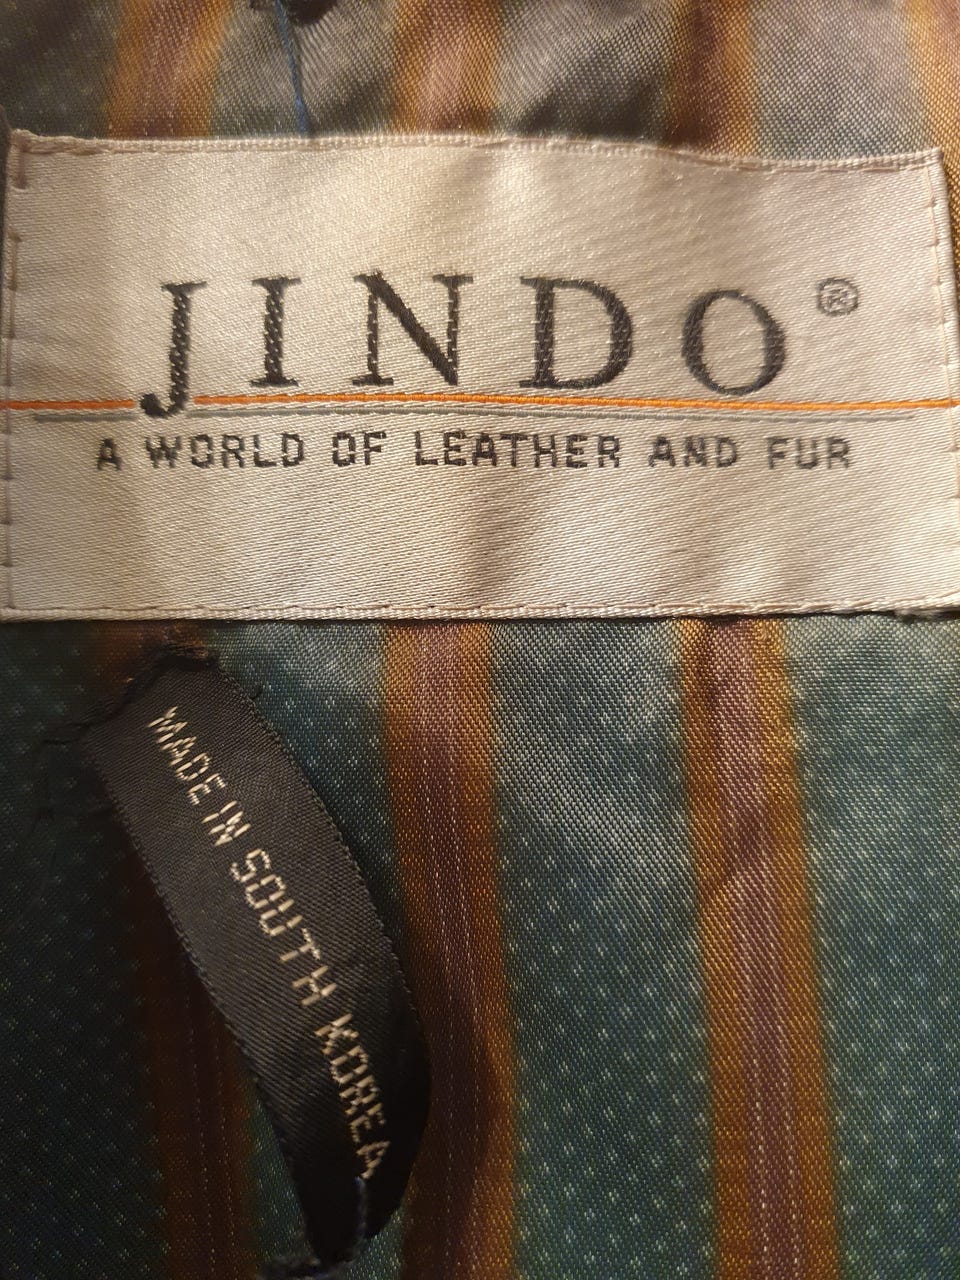 JINDO®
A WORLD OF LEATHER AND FUR
MADE IN SOUTH KOREA